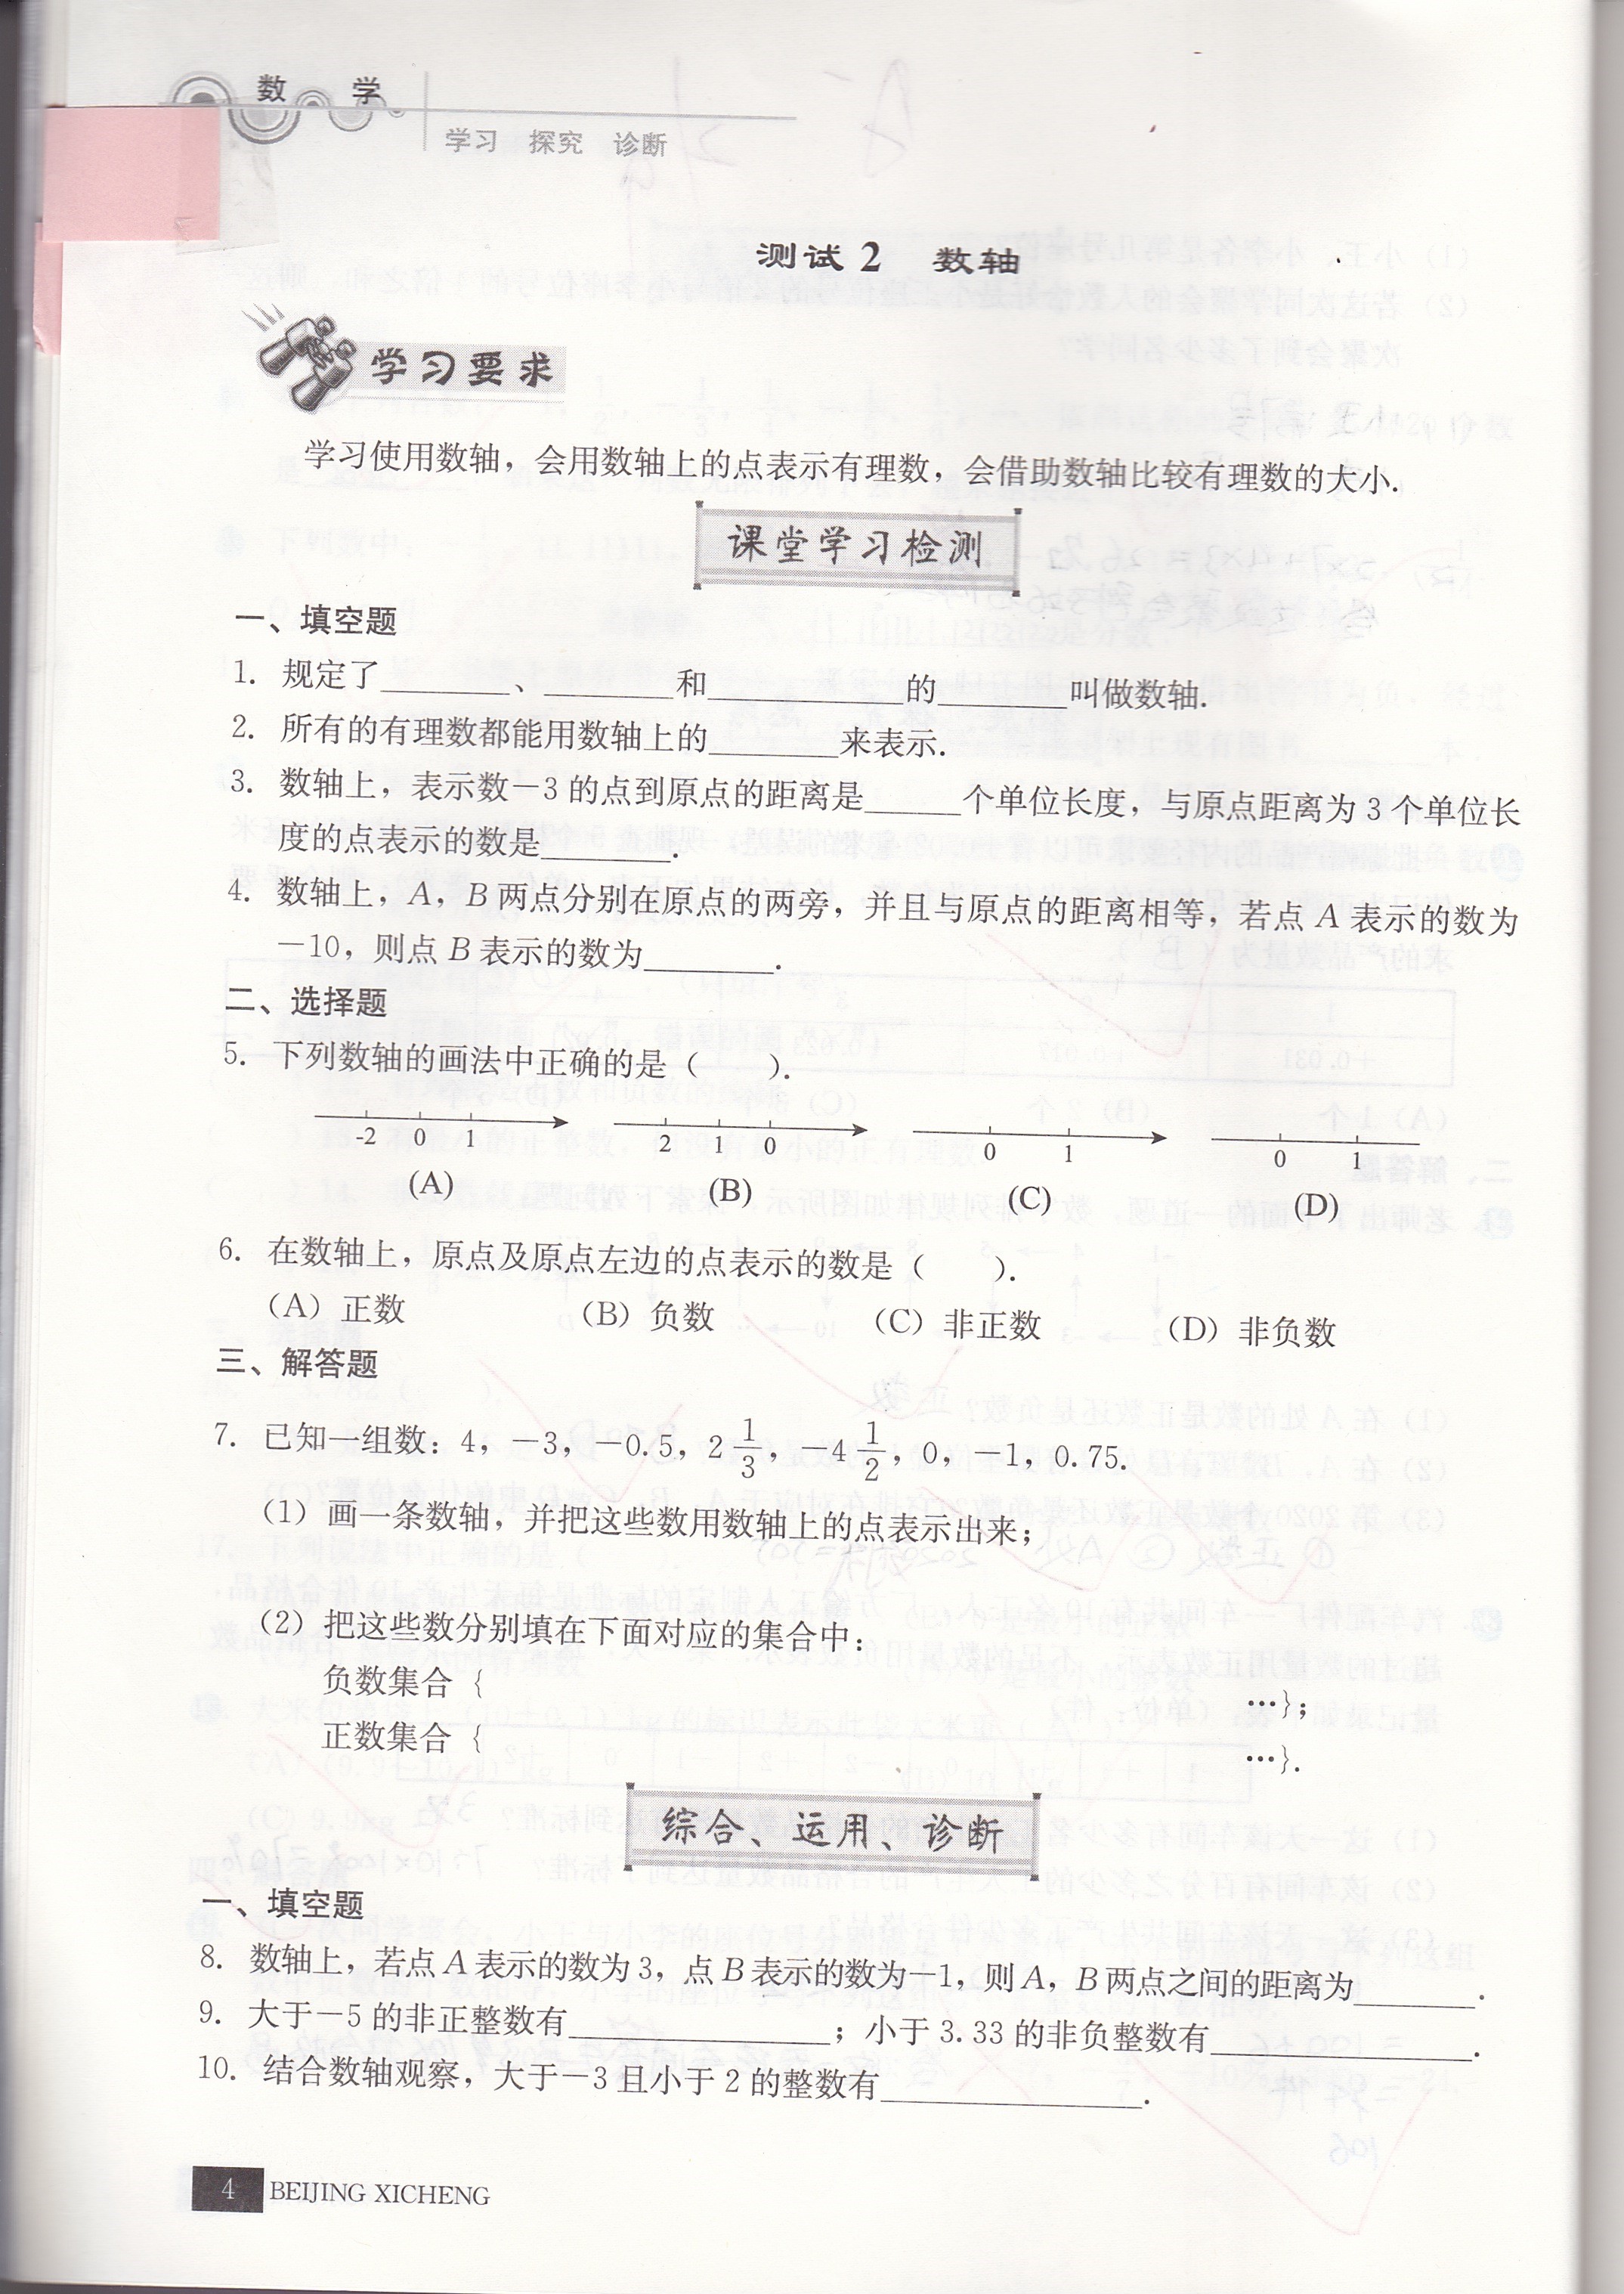 数 学
学习 探究 诊断
测试2 数轴
学习要求
学习使用数轴，会用数轴上的点表示有理数，会借助数轴比较有理数的大小.
课堂学习检测
一、填空题
1. 规定了________、________和____________的________叫做数轴.
2. 所有的有理数都能用数轴上的________来表示.
3. 数轴上，表示数－3的点到原点的距离是______个单位长度，与原点距离为3个单位长
度的点表示的数是________.
4. 数轴上，A，B两点分别在原点的两旁，并且与原点的距离相等，若点A表示的数为
－10，则点B表示的数为________.
二、选择题
5. 下列数轴的画法中正确的是（　　）.
-2 0 1 2 1 0 0 1 0 1
(A) (B) (C) (D)
6. 在数轴上，原点及原点左边的点表示的数是（　　）.
（A）正数 （B）负数 （C）非正数 （D）非负数
三、解答题
7. 已知一组数：4，－3，－0.5，2 1/3，－4 1/2，0，－1，0.75.
（1）画一条数轴，并把这些数用数轴上的点表示出来；
（2）把这些数分别填在下面对应的集合中：
负数集合｛ …｝；
正数集合｛ …｝.
综合、运用、诊断
一、填空题
8. 数轴上，若点A表示的数为3，点B表示的数为－1，则A，B两点之间的距离为________.
9. 大于－5的非正整数有________________；小于3.33的非负整数有________________.
10. 结合数轴观察，大于－3且小于2的整数有________________.
4 BEIJING XICHENG